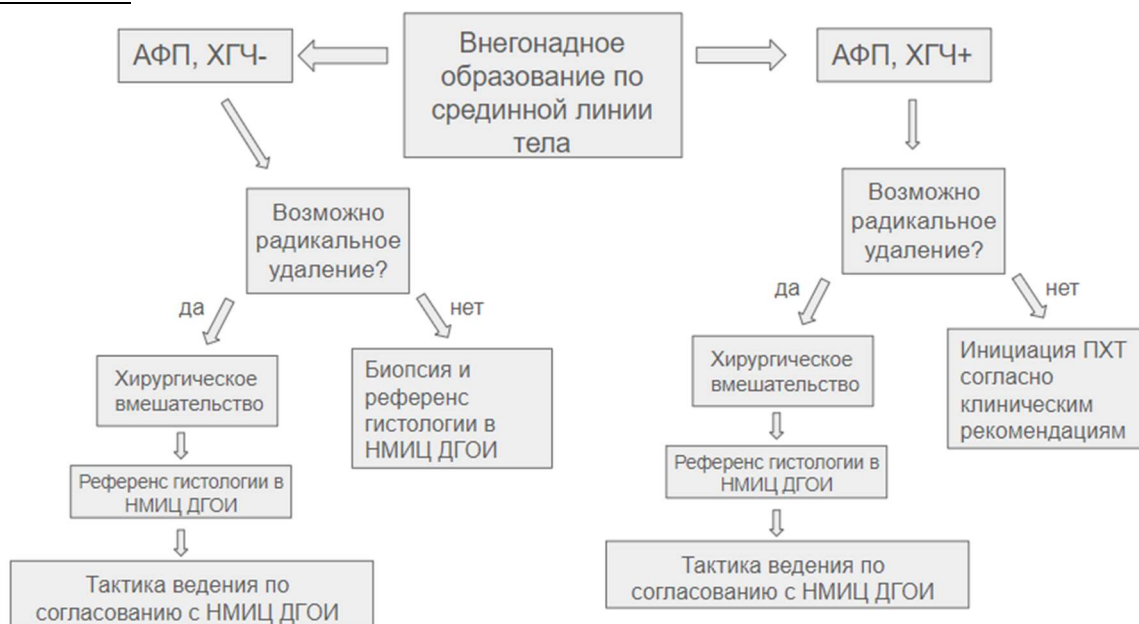 Внегонадное
образование по
срединной линии
тела
АФП, ХГЧ-
АФП, ХГЧ+
Возможно
радикальное
удаление?
да
нет
Хирургическое
вмешательство
Биопсия и
референс
гистологии в
НМИЦ ДГОИ
Референс гистологии в
НМИЦ ДГОИ
Тактика ведения по
согласованию с НМИЦ ДГОИ
Возможно
радикальное
удаление?
да
нет
Хирургическое
вмешательство
Инициация ПХТ
согласно
клиническим
рекомендациям
Референс гистологии в
НМИЦ ДГОИ
Тактика ведения по
согласованию с НМИЦ ДГОИ